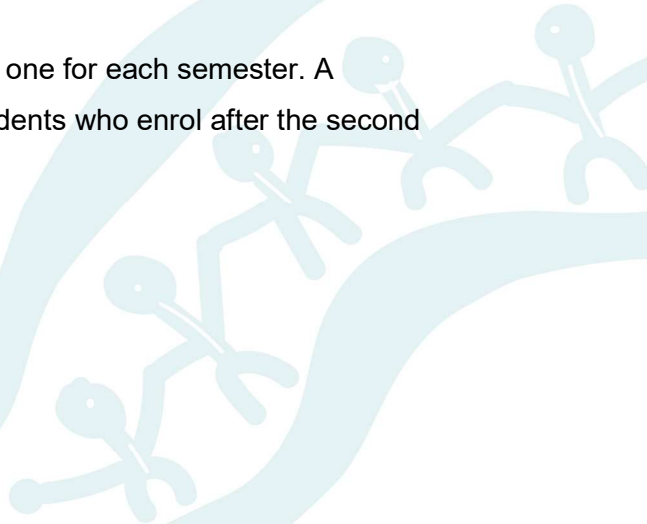 one for each semester. A
dents who enrol after the second